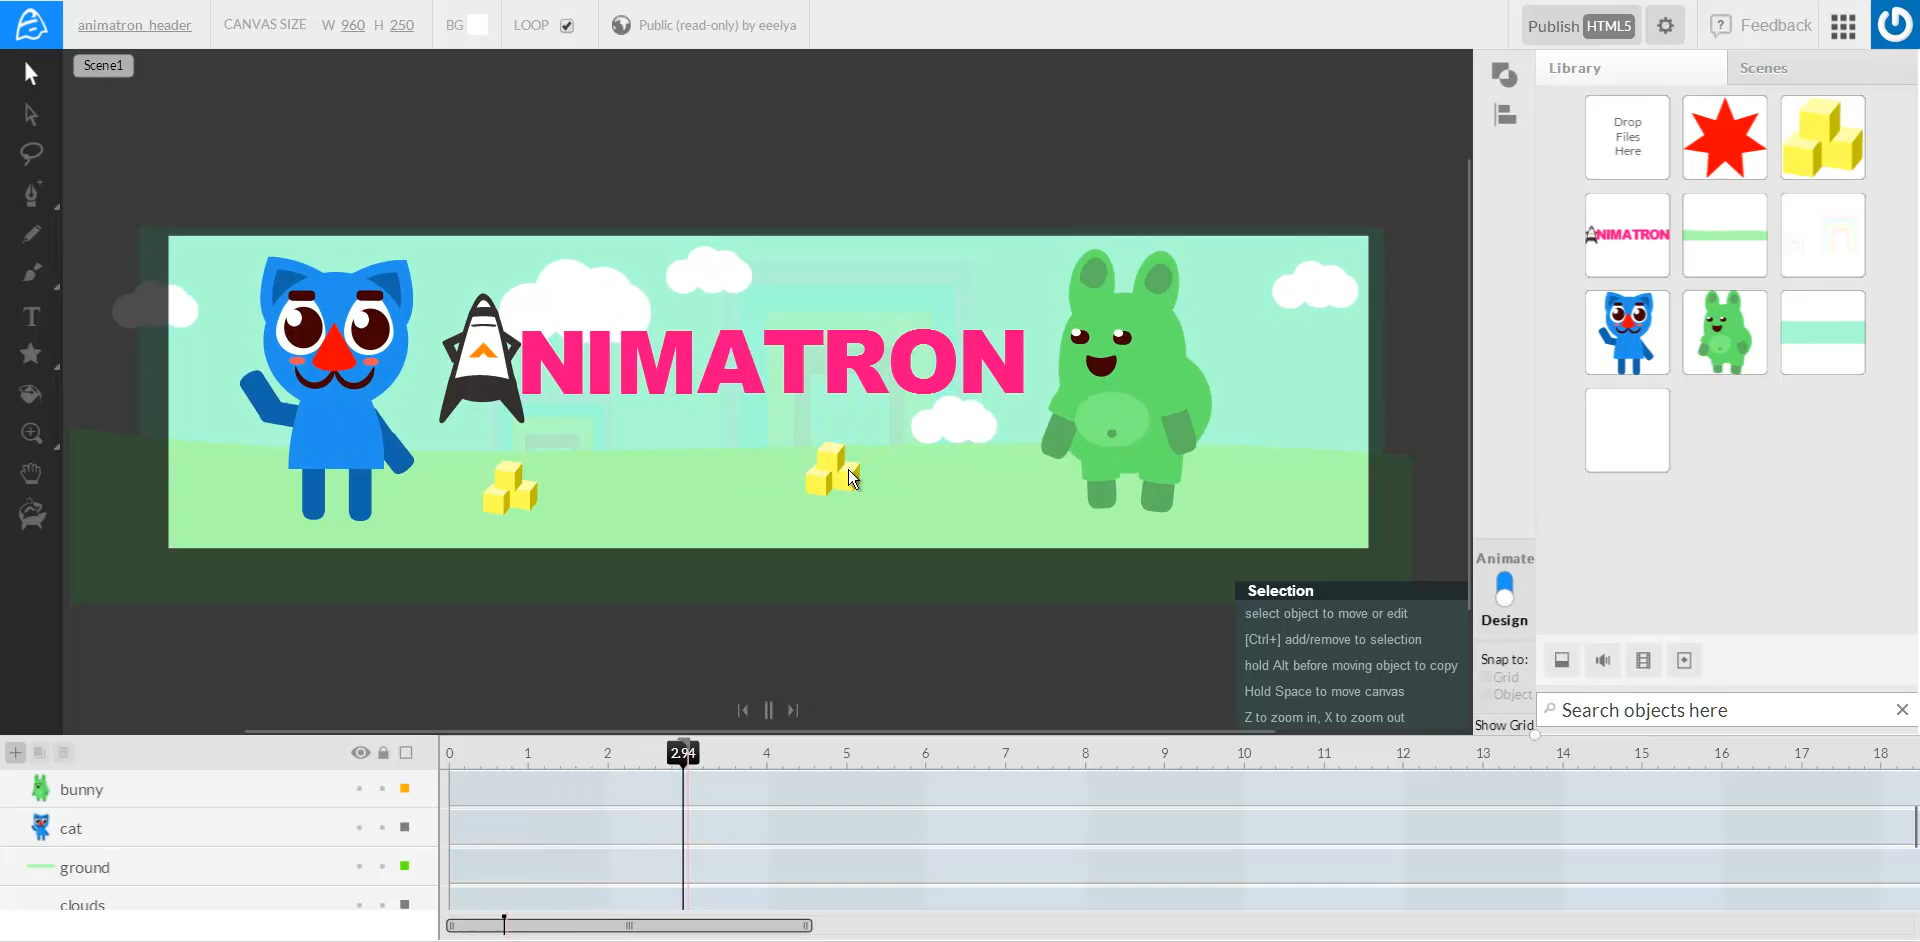 animatron_header CANVAS SIZE W 960 H 250 BG LOOP Public (read-only) by eeelya Publish HTML5 Feedback
Scene1
Library Scenes
Drop
Files
Here
ANIMATRON
NIMATRON
Selection
select object to move or edit
[Ctrl+] add/remove to selection
hold Alt before moving object to copy
Hold Space to move canvas
Z to zoom in, X to zoom out
Animate
Design
Snap to:
Grid
Object
Show Grid
Search objects here
0 1 2 2.94 4 5 6 7 8 9 10 11 12 13 14 15 16 17 18
bunny
cat
ground
clouds